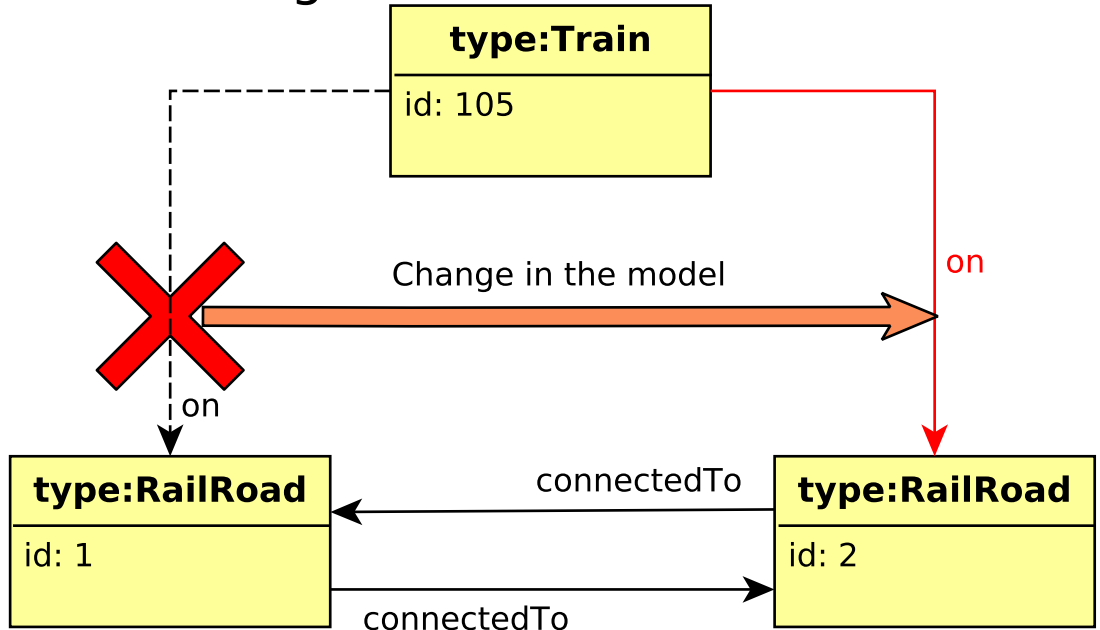 type:Train
id: 105
Change in the model
on
on
type:RailRoad
id: 1
connectedTo
type:RailRoad
id: 2
connectedTo